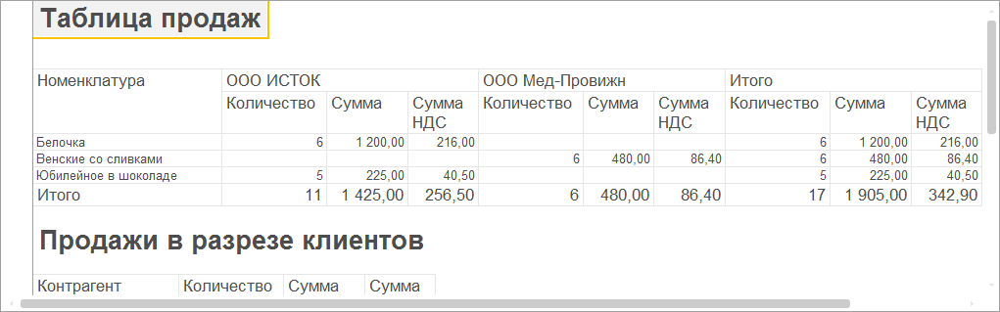 Таблица продаж
Номенклатура ООО ИСТОК ООО Мед-Провижн Итого
Количество Сумма Сумма НДС Количество Сумма Сумма НДС Количество Сумма Сумма НДС
Белочка 6 1 200,00 216,00 6 1 200,00 216,00
Венские со сливками 6 480,00 86,40 6 480,00 86,40
Юбилейное в шоколаде 5 225,00 40,50 5 225,00 40,50
Итого 11 1 425,00 256,50 6 480,00 86,40 17 1 905,00 342,90
Продажи в разрезе клиентов
Контрагент Количество Сумма Сумма